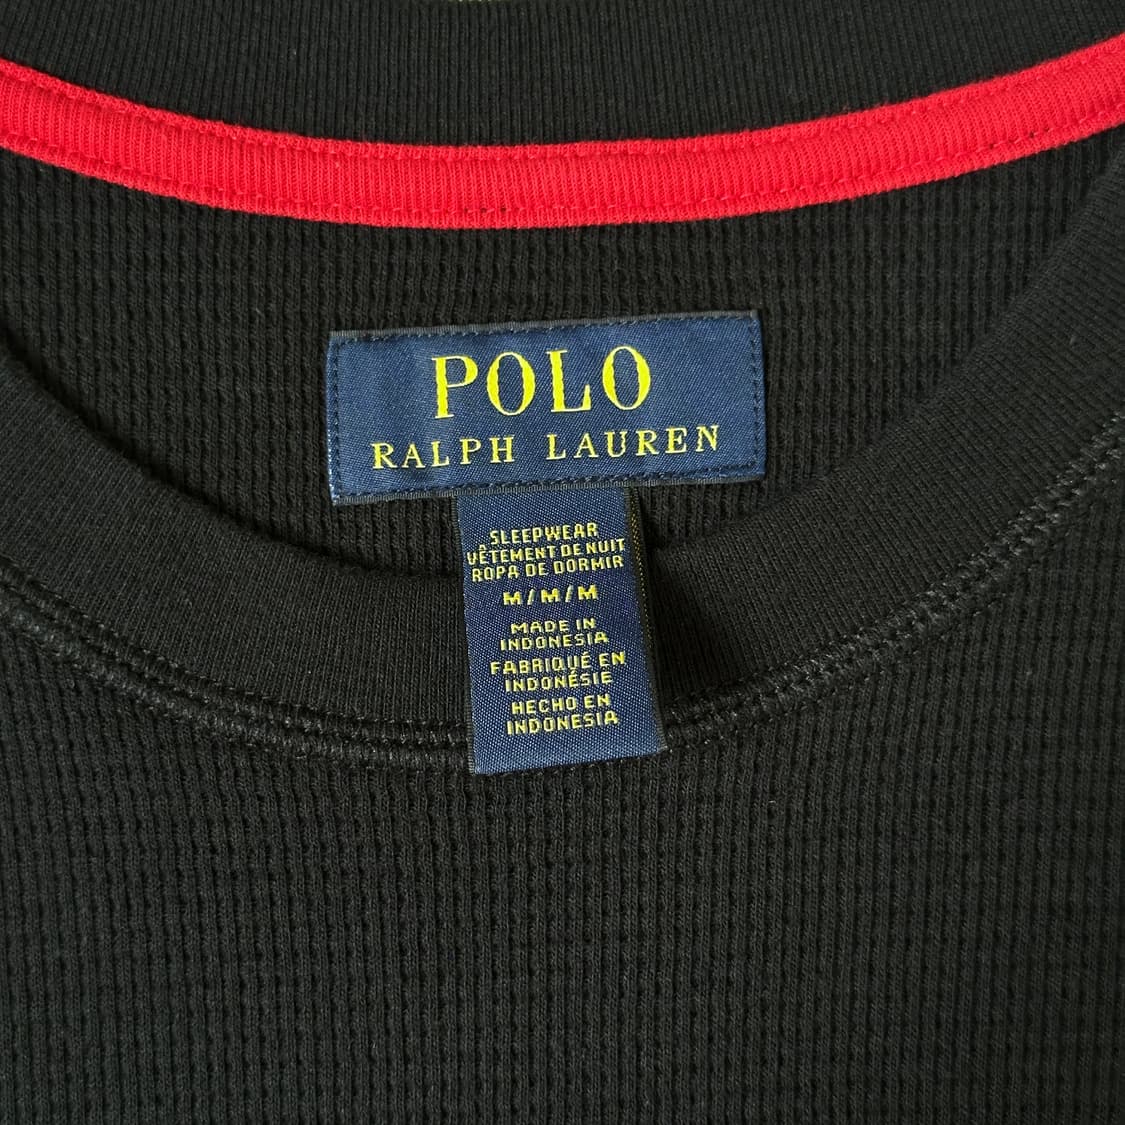 POLO
RALPH LAUREN
SLEEPWEAR
VÊTEMENT DE NUIT
ROPA DE DORMIR
M/M/M
MADE IN
INDONESIA
FABRIQUÉ EN
INDONÉSIE
HECHO EN
INDONESIA